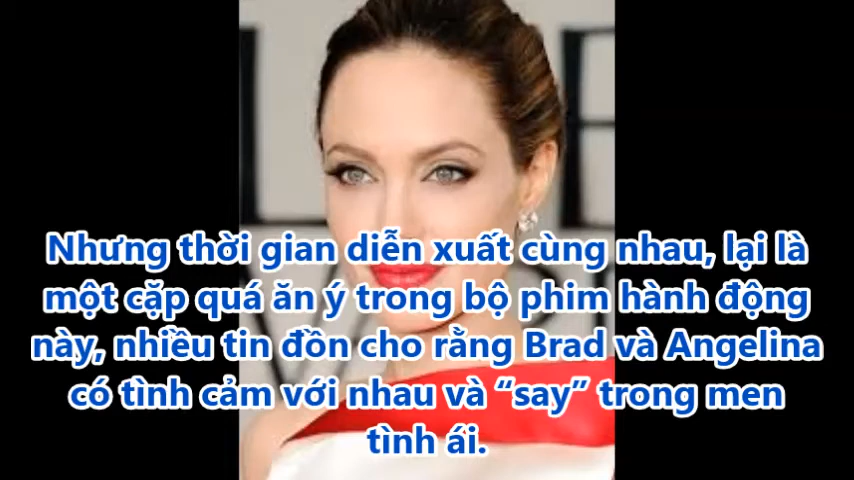 Nhưng thời gian diễn xuất cùng nhau, lại là
một cặp quá ăn ý trong bộ phim hành động
này, nhiều tin đồn cho rằng Brad và Angelina
có tình cảm với nhau và “say” trong men
tình ái.